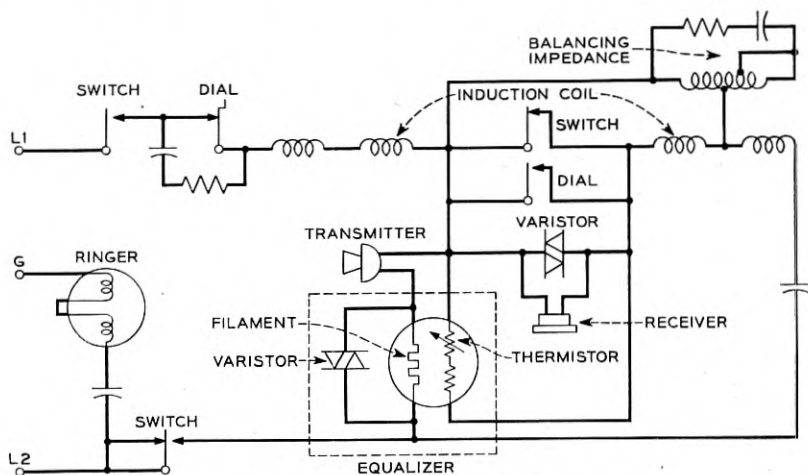 BALANCING
IMPEDANCE
SWITCH
DIAL
INDUCTION COIL
SWITCH
L1
DIAL
VARISTOR
TRANSMITTER
G
RINGER
RECEIVER
FILAMENT
THERMISTOR
VARISTOR
SWITCH
L2
EQUALIZER